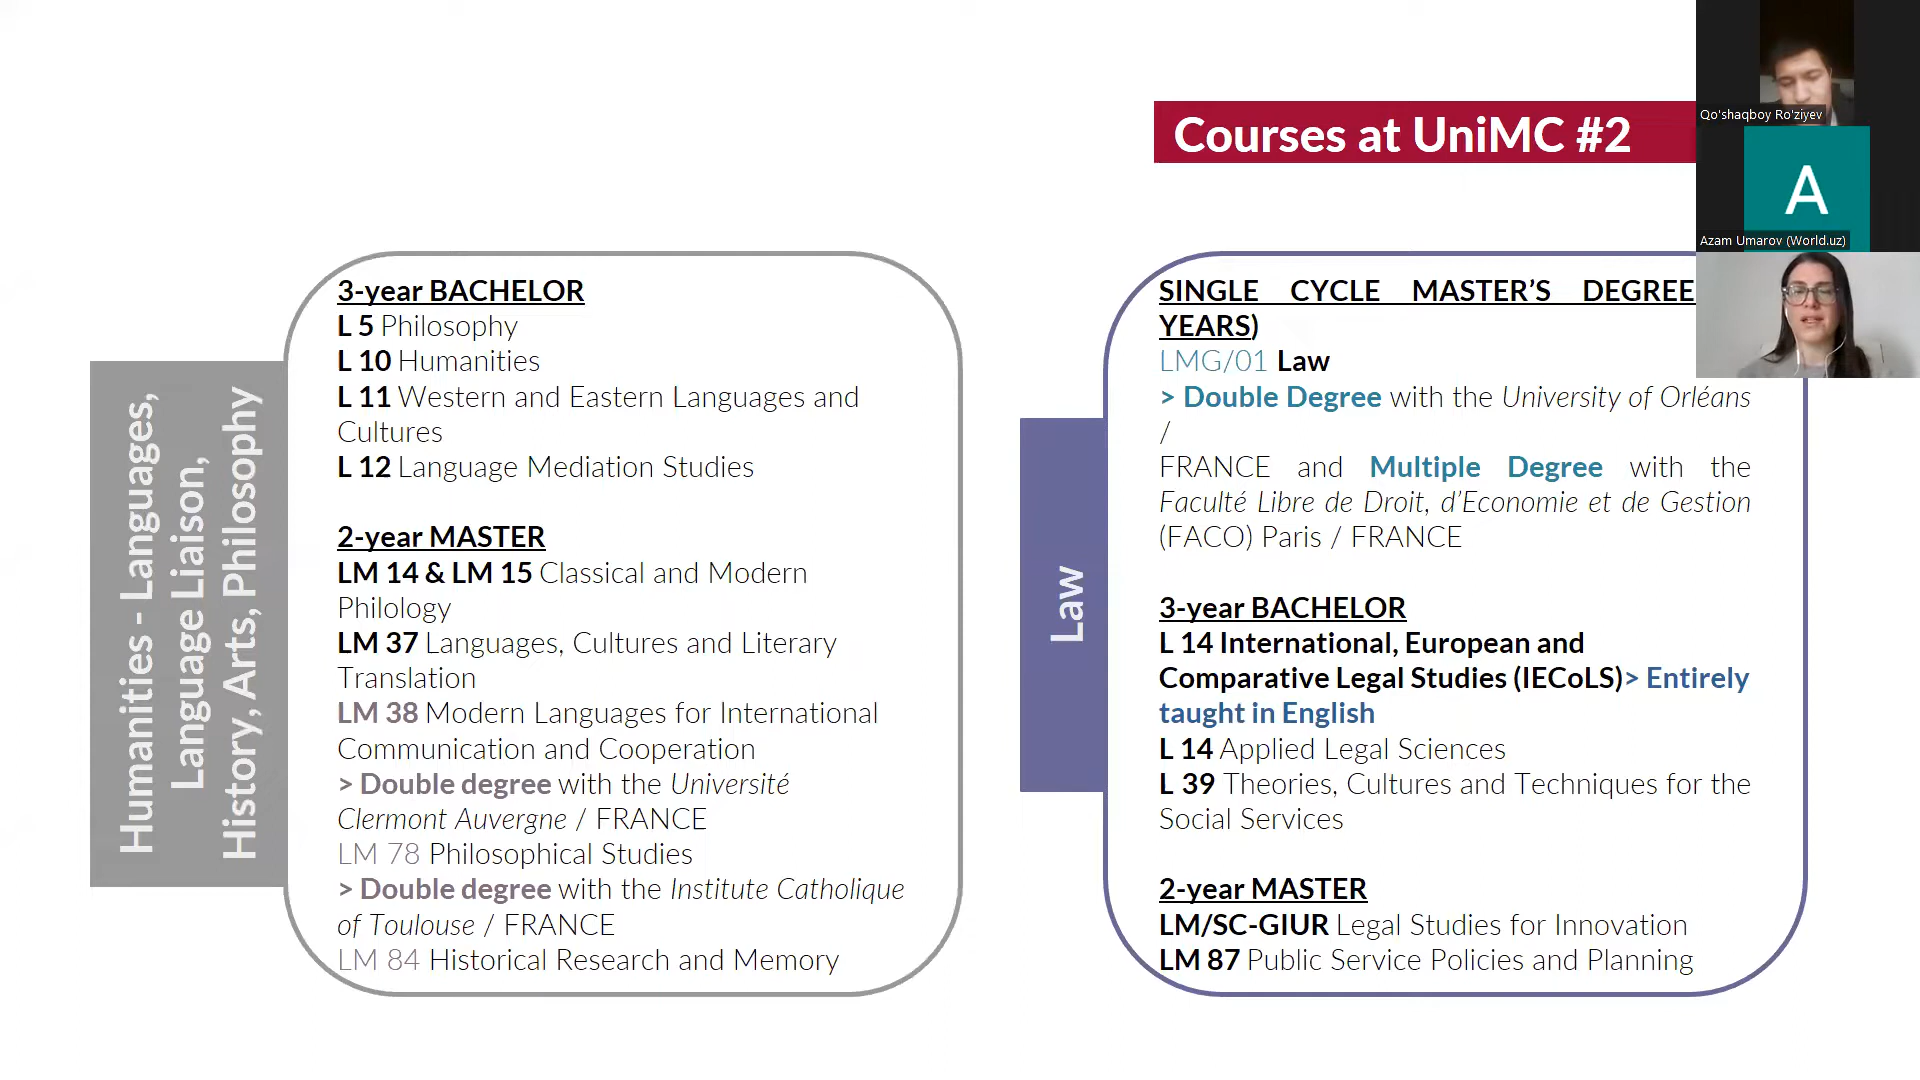 Courses at UniMC #2
Qo'shaqboy Ro'ziyev
A
Azam Umarov (World.uz)
Humanities - Languages,
Language Liaison,
History, Arts, Philosophy
3-year BACHELOR
L 5 Philosophy
L 10 Humanities
L 11 Western and Eastern Languages and
Cultures
L 12 Language Mediation Studies
2-year MASTER
LM 14 & LM 15 Classical and Modern
Philology
LM 37 Languages, Cultures and Literary
Translation
LM 38 Modern Languages for International
Communication and Cooperation
> Double degree with the Université
Clermont Auvergne / FRANCE
LM 78 Philosophical Studies
> Double degree with the Institute Catholique
of Toulouse / FRANCE
LM 84 Historical Research and Memory
Law
SINGLE CYCLE MASTER’S DEGREE
YEARS)
LMG/01 Law
> Double Degree with the University of Orléans
/
FRANCE and Multiple Degree with the
Faculté Libre de Droit, d’Economie et de Gestion
(FACO) Paris / FRANCE
3-year BACHELOR
L 14 International, European and
Comparative Legal Studies (IECoLS)> Entirely
taught in English
L 14 Applied Legal Sciences
L 39 Theories, Cultures and Techniques for the
Social Services
2-year MASTER
LM/SC-GIUR Legal Studies for Innovation
LM 87 Public Service Policies and Planning